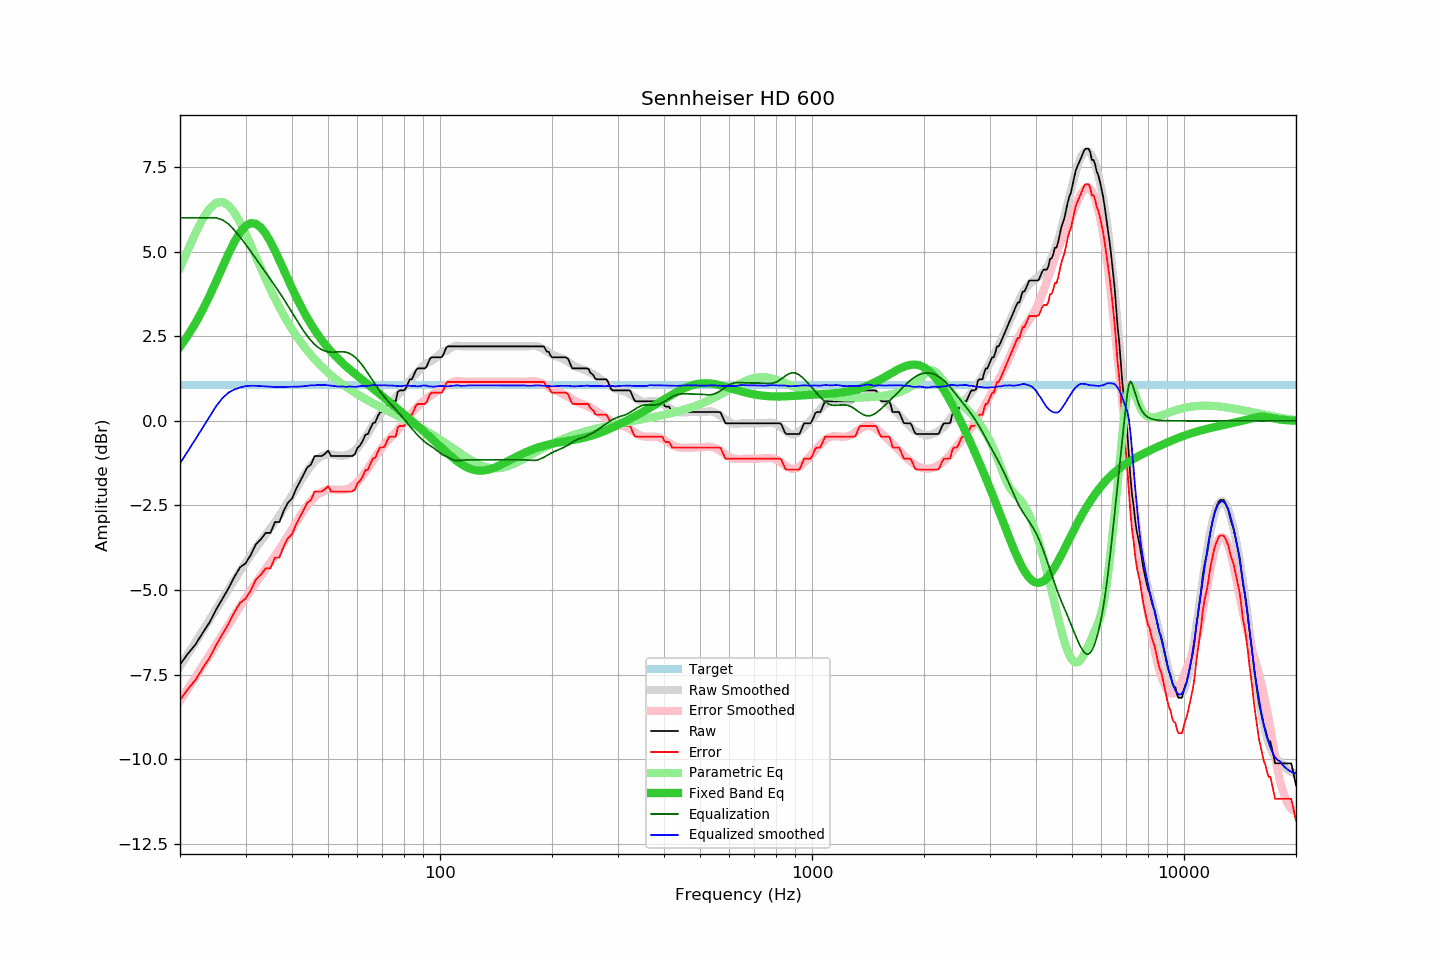 Sennheiser HD 600
Amplitude (dBr)
7.5
5.0
2.5
0.0
−2.5
−5.0
−7.5
−10.0
−12.5
Target
Raw Smoothed
Error Smoothed
Raw
Error
Parametric Eq
Fixed Band Eq
Equalization
Equalized smoothed
100
1000
10000
Frequency (Hz)